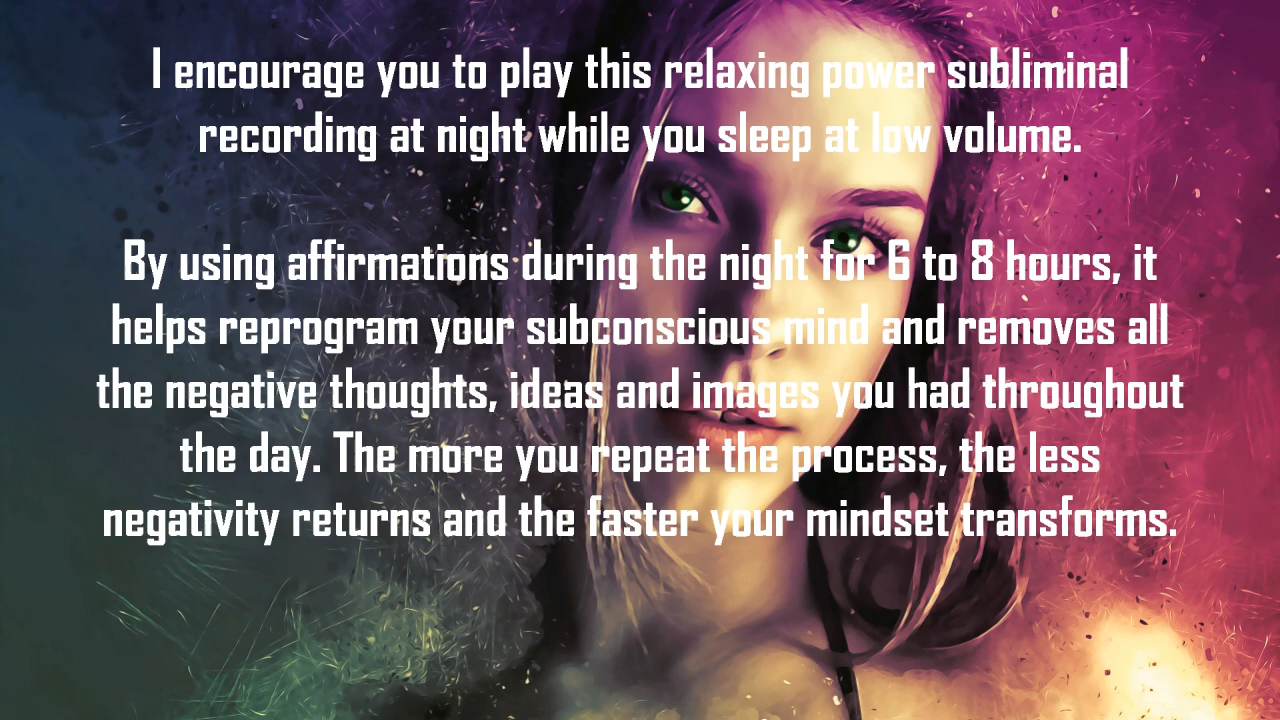 I encourage you to play this relaxing power subliminal
recording at night while you sleep at low volume.
By using affirmations during the night for 6 to 8 hours, it
helps reprogram your subconscious mind and removes all
the negative thoughts, ideas and images you had throughout
the day. The more you repeat the process, the less
negativity returns and the faster your mindset transforms.